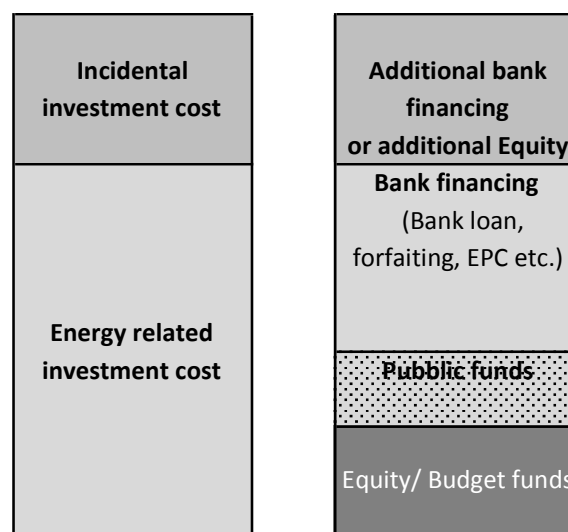 Incidental
investment cost
Energy related
investment cost
Additional bank
financing
or additional Equity
Bank financing
(Bank loan,
forfaiting, EPC etc.)
Pubblic funds
Equity/ Budget funds